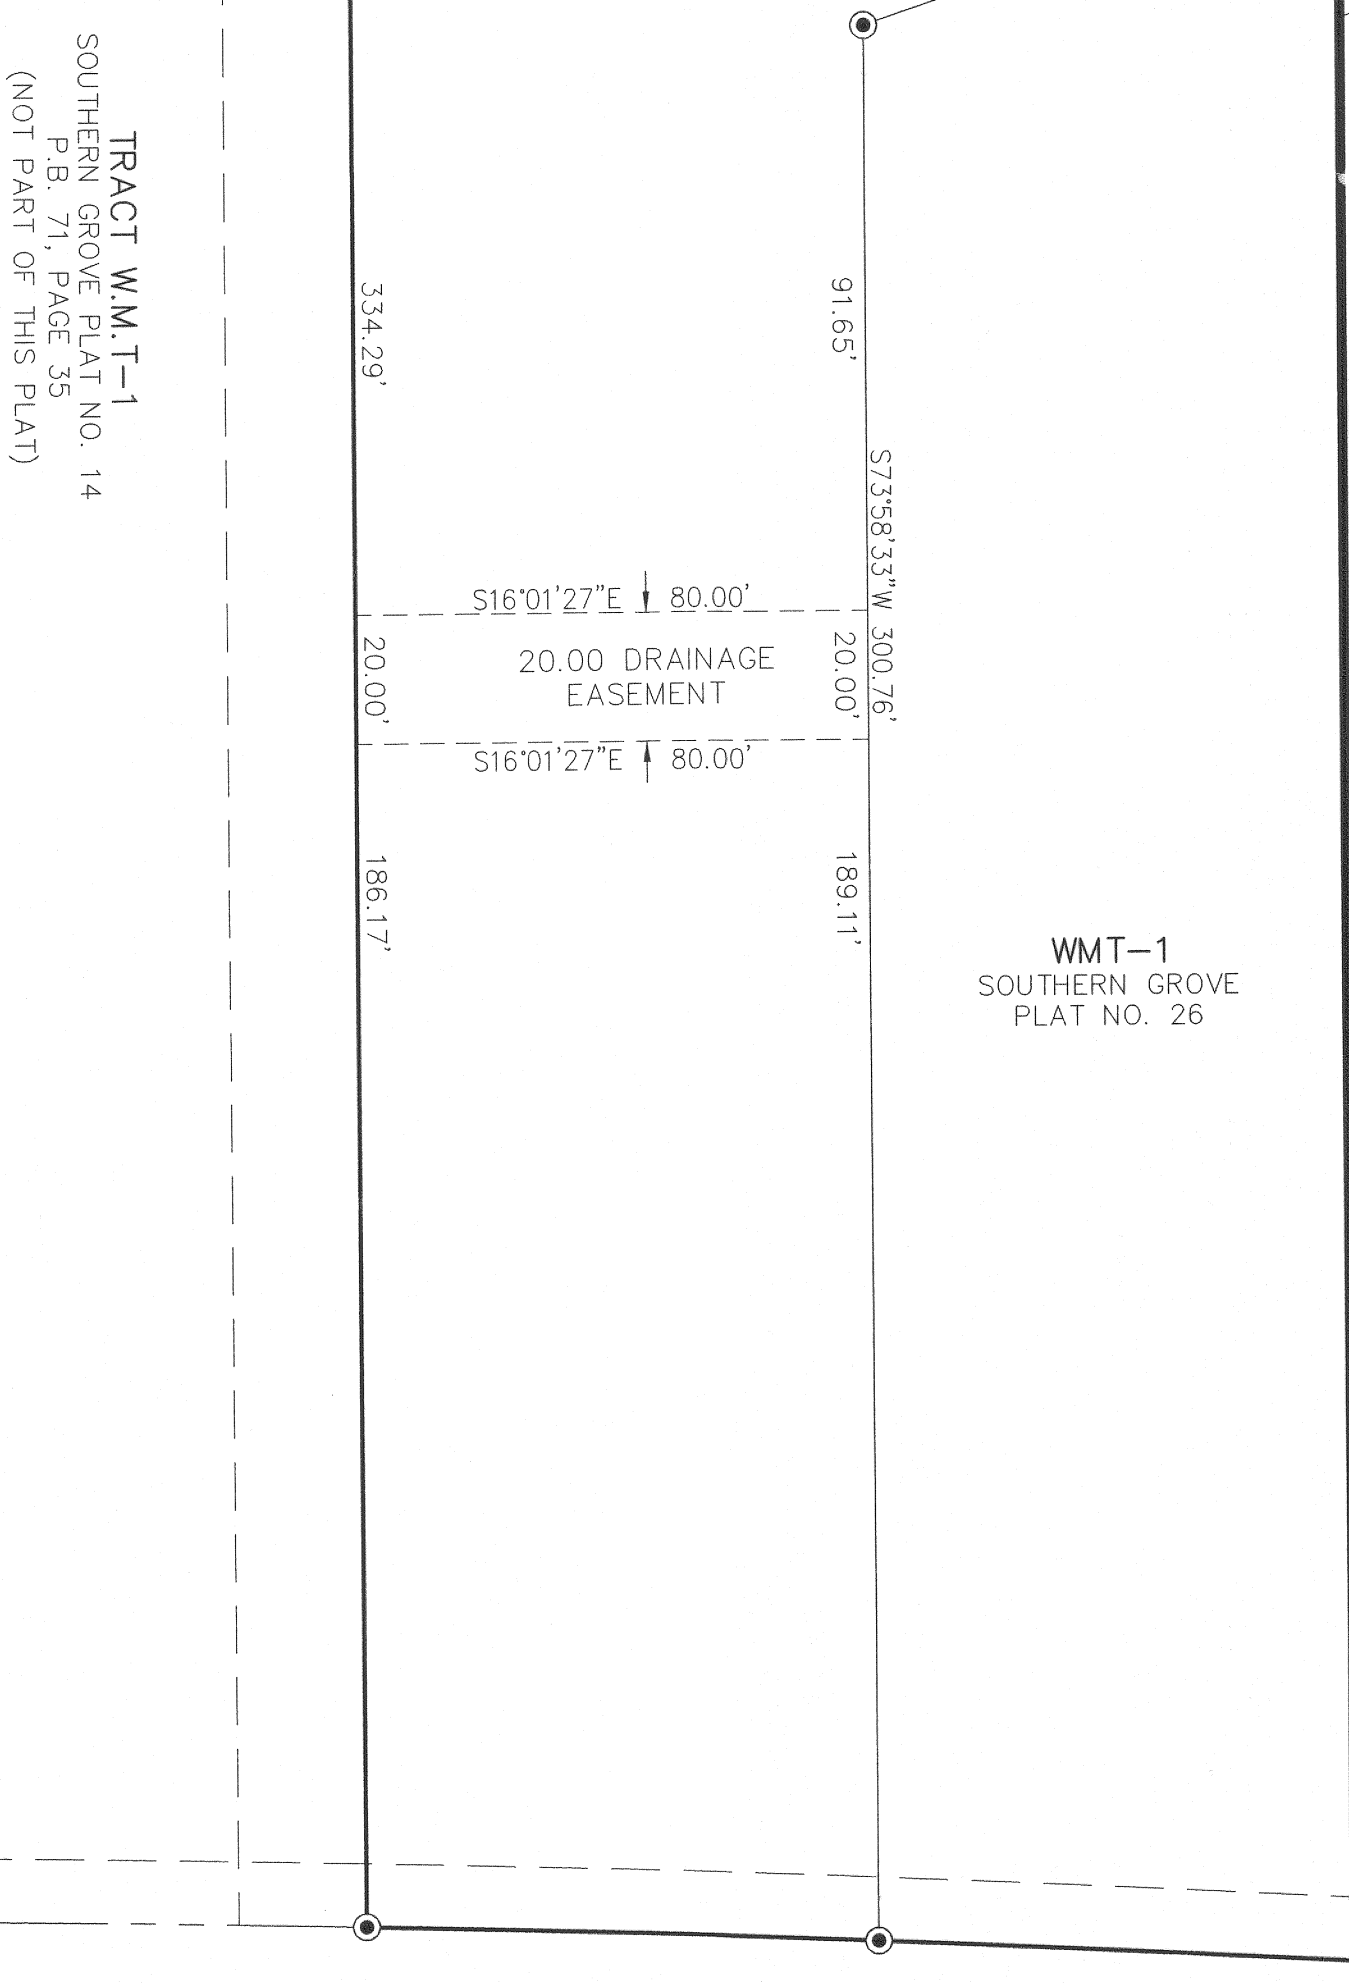 TRACT W.M.T-1
SOUTHERN GROVE PLAT NO. 14
P.B. 71, PAGE 35
(NOT PART OF THIS PLAT)
334.29'
91.65'
S73°58'33"W 300.76'
S16°01'27"E 80.00'
20.00'
20.00 DRAINAGE
EASEMENT
20.00'
S16°01'27"E 80.00'
186.17'
189.11'
WMT-1
SOUTHERN GROVE
PLAT NO. 26